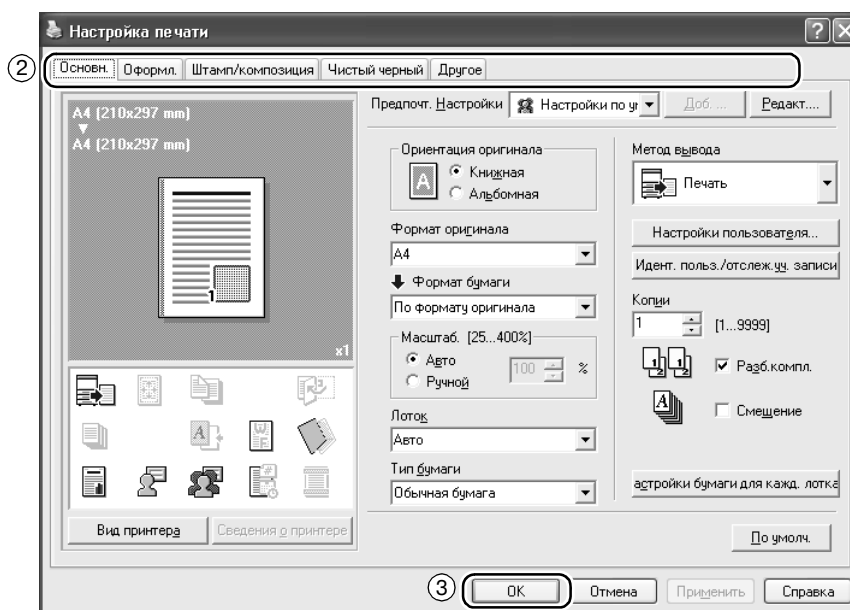 Настройка печати
②
Основн. Оформл. Штамп/композиция Чистый черный Другое
A4 (210x297 mm)
A4 (210x297 mm)
1
x1
Вид принтера Сведения о принтере
Предпочт. Настройки Настройки по ум Доб. ... Редакт....
Ориентация оригинала
A
Книжная
Альбомная
Формат оригинала
A4
Формат бумаги
По формату оригинала
Масштаб. [25...400%]
Авто
Ручной
100 %
Лоток
Авто
Тип бумаги
Обычная бумага
Метод вывода
Печать
Настройки пользователя...
Идент. польз./отслеж.уч. записи
Копии
1 [1...9999]
Разб.компл.
Смещение
астройки бумаги для кажд. лотка
По умолч.
③ OK Отмена Применить Справка